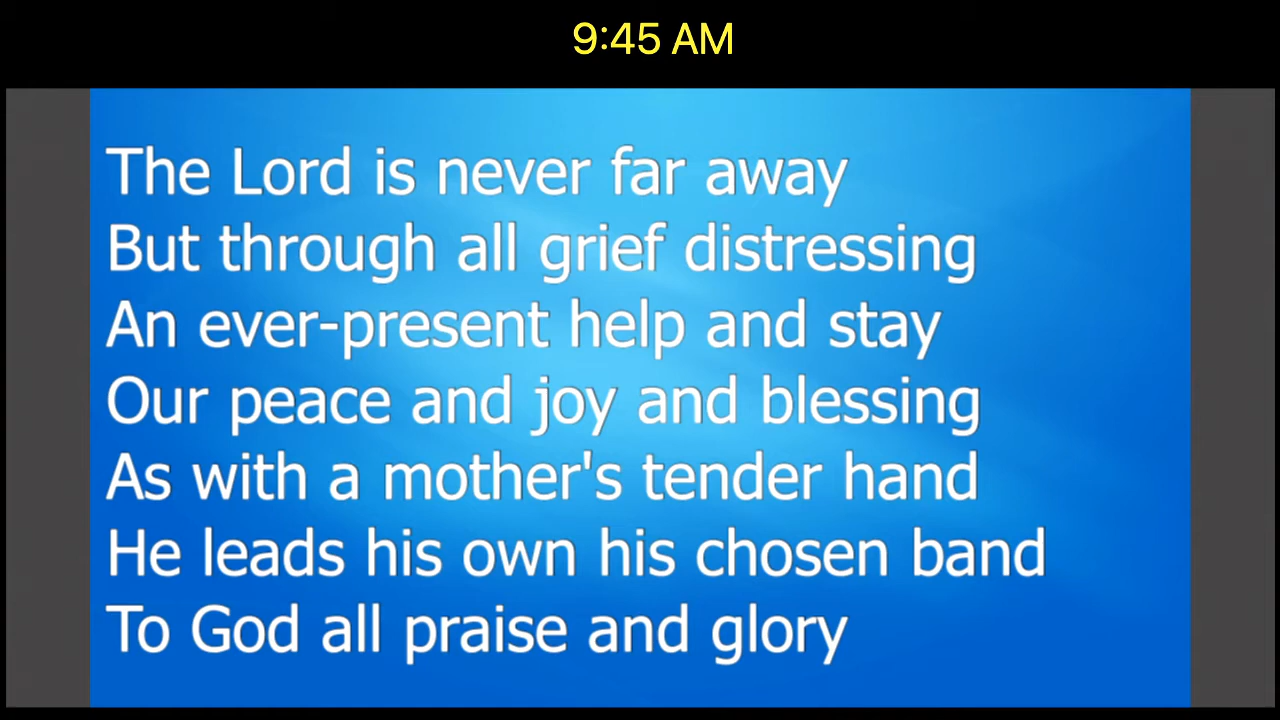 9:45 AM
The Lord is never far away
But through all grief distressing
An ever-present help and stay
Our peace and joy and blessing
As with a mother's tender hand
He leads his own his chosen band
To God all praise and glory